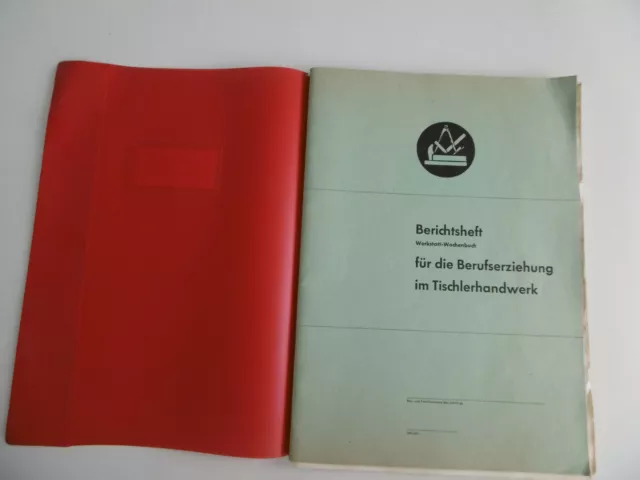 Berichtsheft
Werkstatt-Wochenbuch
für die Berufserziehung
im Tischlerhandwerk